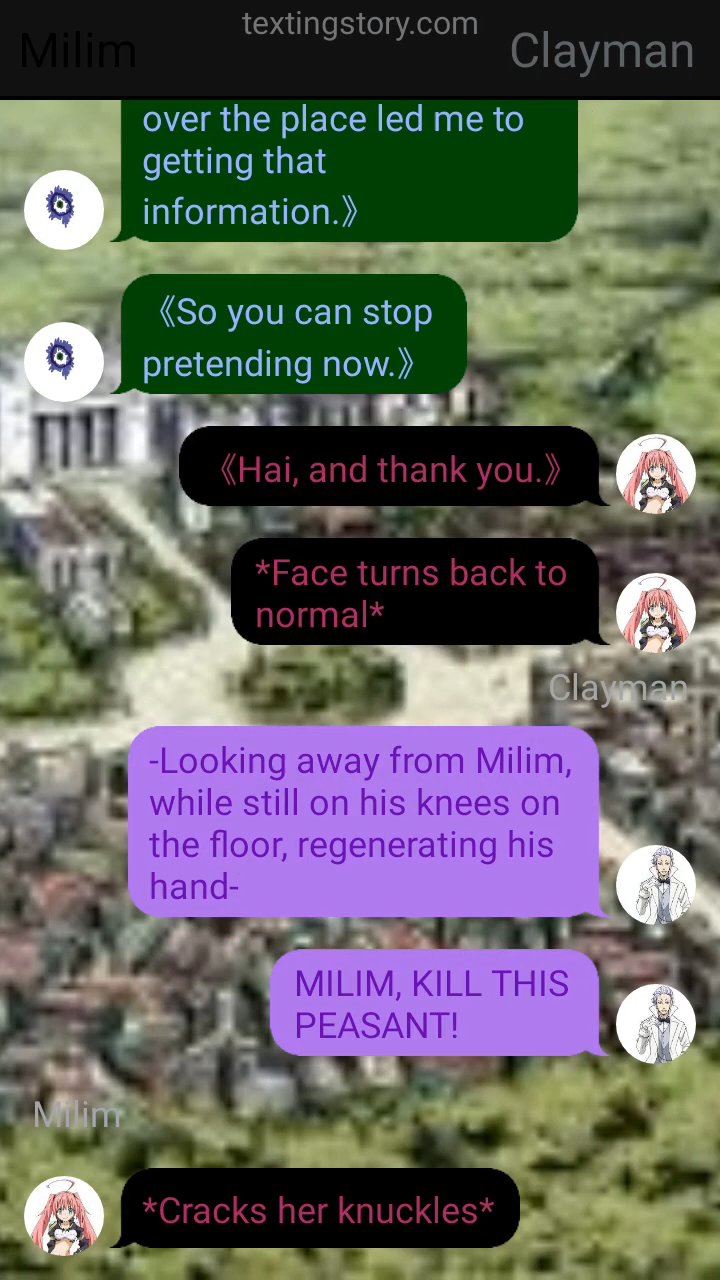 textingstory.com
Milim
Clayman
over the place led me to
getting that
information.》
《So you can stop
pretending now.》
《Hai, and thank you.》
*Face turns back to
normal*
Clayman
-Looking away from Milim,
while still on his knees on
the floor, regenerating his
hand-
MILIM, KILL THIS
PEASANT!
Milim
*Cracks her knuckles*